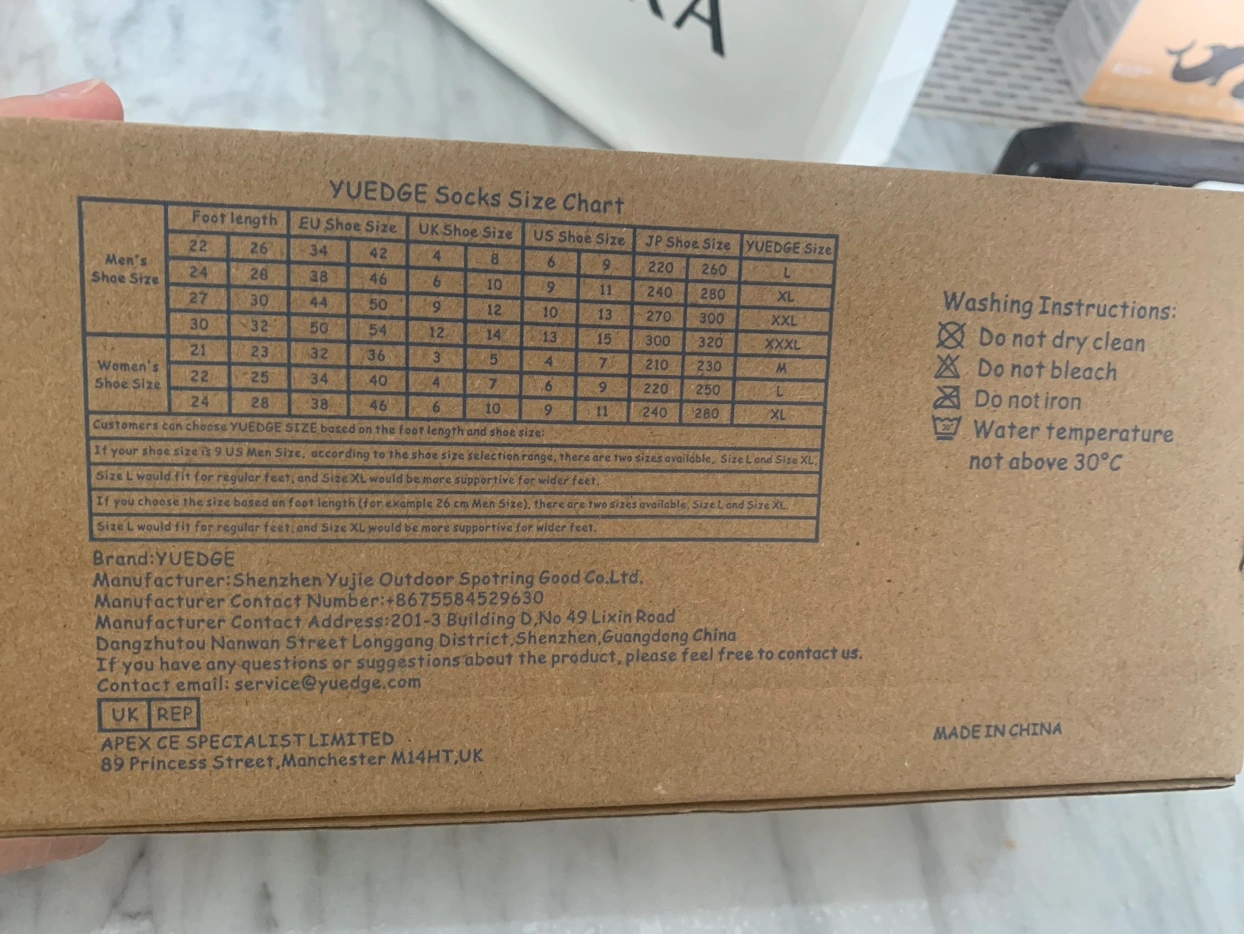 KA
YUEDGE Socks Size Chart
Foot length EU Shoe Size UK Shoe Size US Shoe Size JP Shoe Size YUEDGE Size
Men's
Shoe Size
22 26 34 42 4 8 6 9 220 260 L
24 28 38 46 6 10 9 11 240 280 XL
27 30 44 50 9 12 10 13 270 300 XXL
30 32 50 54 12 14 13 15 300 320 XXXL
Women's
Shoe Size
21 23 32 36 3 5 4 7 210 230 M
22 25 34 40 4 7 6 9 220 250 L
24 28 38 46 6 10 9 11 240 280 XL
Customers can choose YUEDGE SIZE based on the foot length and shoe size:
If your shoe size is 9 US Men Size, according to the shoe size selection range, there are two sizes available, Size L and Size XL.
Size L would fit for regular feet, and Size XL would be more supportive for wider feet.
If you choose the size based on foot length (for example 26 cm Men Size), there are two sizes available, Size L and Size XL.
Size L would fit for regular feet, and Size XL would be more supportive for wider feet.
Washing Instructions:
Do not dry clean
Do not bleach
Do not iron
30°
Water temperature
not above 30°C
Brand:YUEDGE
Manufacturer:Shenzhen Yujie Outdoor Spotring Good Co.Ltd.
Manufacturer Contact Number:+8675584529630
Manufacturer Contact Address:201-3 Building D,No 49 Lixin Road
Dangzhutou Nanwan Street Longgang District,Shenzhen,Guangdong China
If you have any questions or suggestions about the product, please feel free to contact us.
Contact email: service@yuedge.com
UK REP
APEX CE SPECIALIST LIMITED
89 Princess Street,Manchester M14HT,UK
MADE IN CHINA